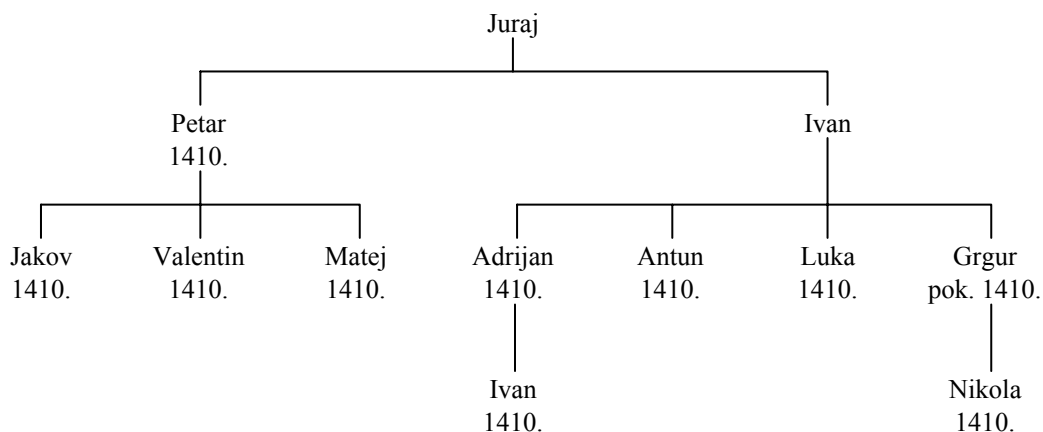 Juraj
Petar
1410.
Ivan
Jakov
1410.
Valentin
1410.
Matej
1410.
Adrijan
1410.
Antun
1410.
Luka
1410.
Grgur
pok. 1410.
Ivan
1410.
Nikola
1410.